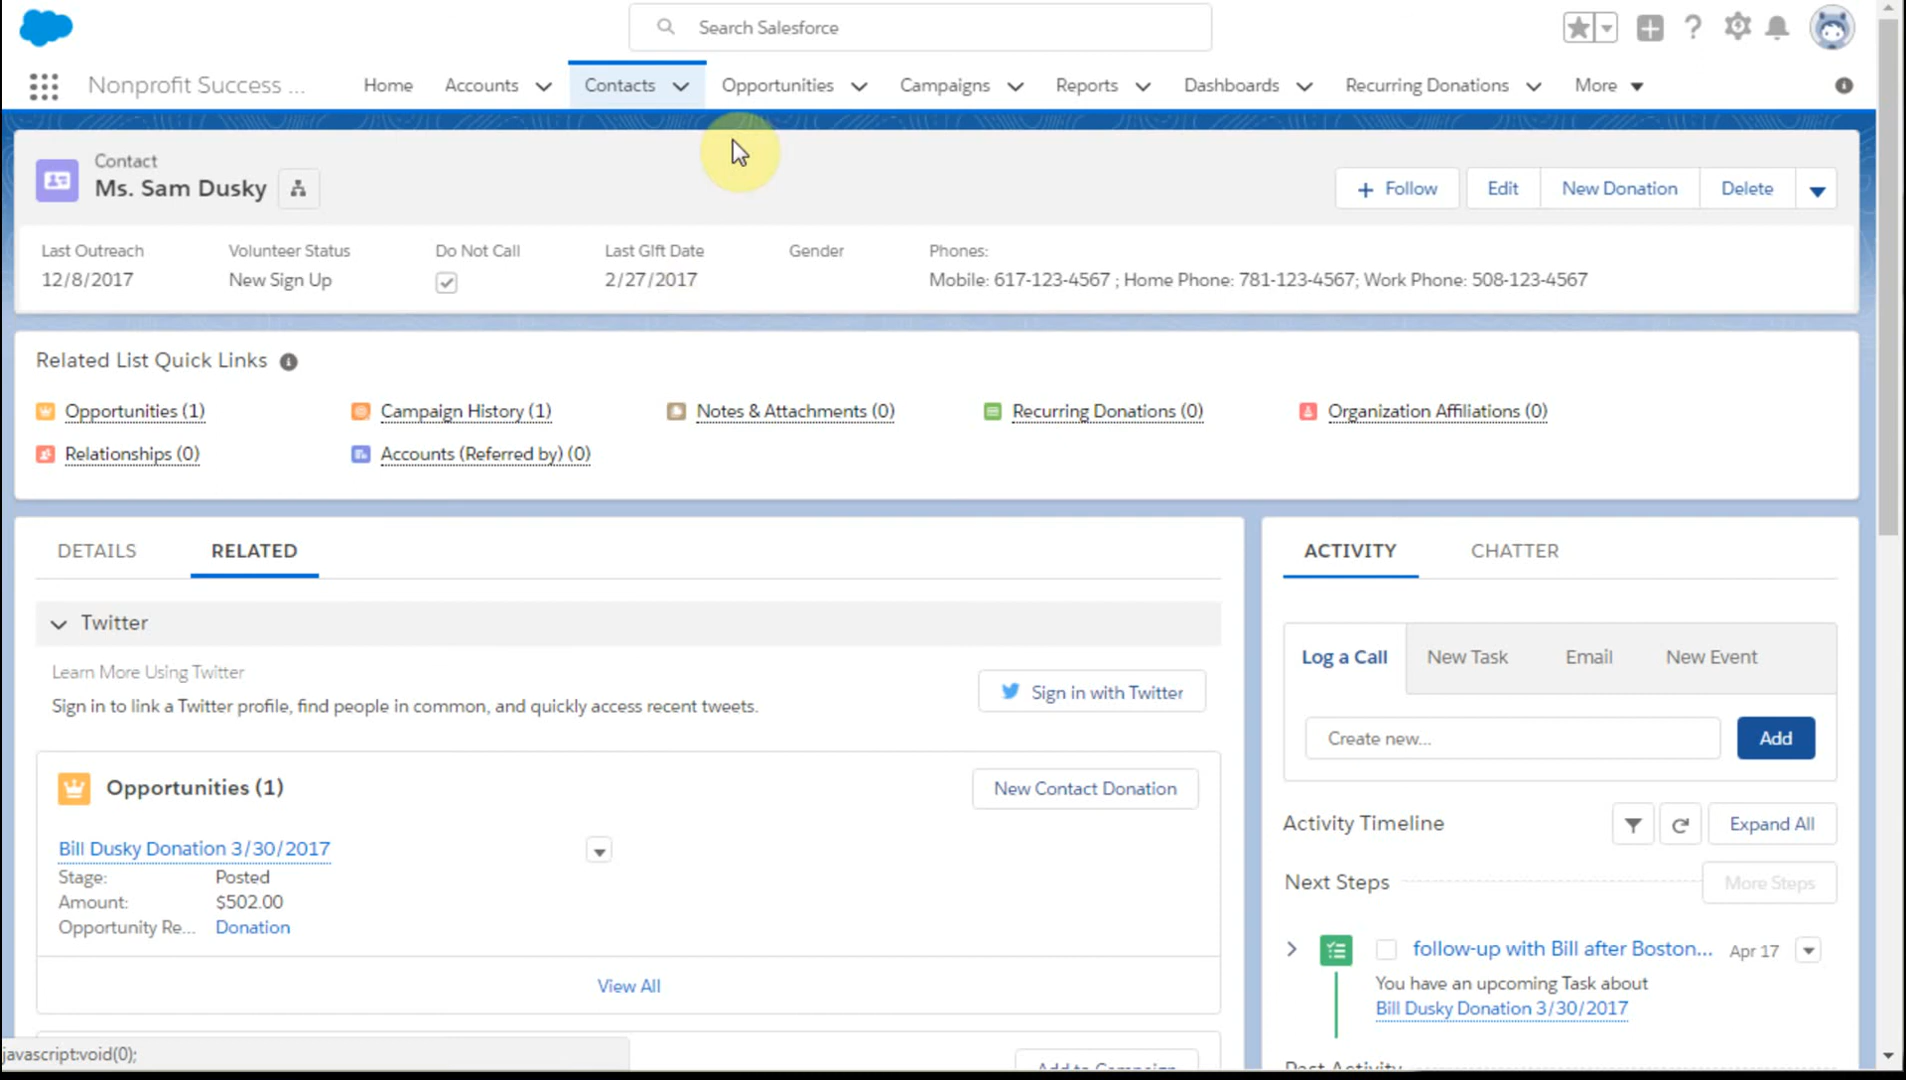 Search Salesforce
Nonprofit Success ...
Home Accounts Contacts Opportunities Campaigns Reports Dashboards Recurring Donations More
Contact
Ms. Sam Dusky
Follow Edit New Donation Delete
Last Outreach Volunteer Status Do Not Call Last GIft Date Gender Phones:
12/8/2017 New Sign Up 2/27/2017 Mobile: 617-123-4567 ; Home Phone: 781-123-4567; Work Phone: 508-123-4567
Related List Quick Links
Opportunities (1) Campaign History (1) Notes & Attachments (0) Recurring Donations (0) Organization Affiliations (0)
Relationships (0) Accounts (Referred by) (0)
DETAILS RELATED
Twitter
Learn More Using Twitter
Sign in to link a Twitter profile, find people in common, and quickly access recent tweets.
Sign in with Twitter
Opportunities (1)
New Contact Donation
Bill Dusky Donation 3/30/2017
Stage: Posted
Amount: $502.00
Opportunity Re... Donation
View All
Add to Campaign
javascript:void(0);
ACTIVITY CHATTER
Log a Call New Task Email New Event
Create new... Add
Activity Timeline Expand All
Next Steps More Steps
follow-up with Bill after Boston... Apr 17
You have an upcoming Task about
Bill Dusky Donation 3/30/2017
Past Activity